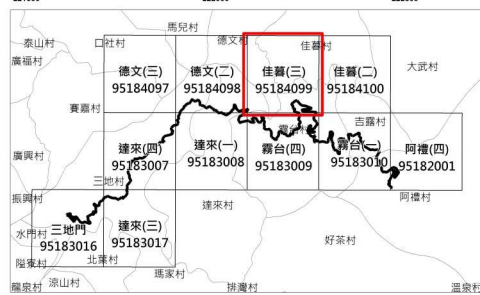 馬兒村
泰山村
口社村
德文村
佳暮村
廣福村
德文(三)
95184097
德文(二)
95184098
佳暮(三)
95184099
佳暮(二)
95184100
大武村
賽嘉村
吉露村
霧台村
達來(四)
95183007
達來(一)
95183008
霧台(四)
95183009
霧台(一)
95183010
阿禮(四)
95182001
廣興村
三地村
振興村
達來村
阿禮村
三地門
95183016
達來(三)
95183017
水門村
好茶村
隘寮村
北葉村
瑪家村
龍泉村
涼山村
排灣村
溫泉村